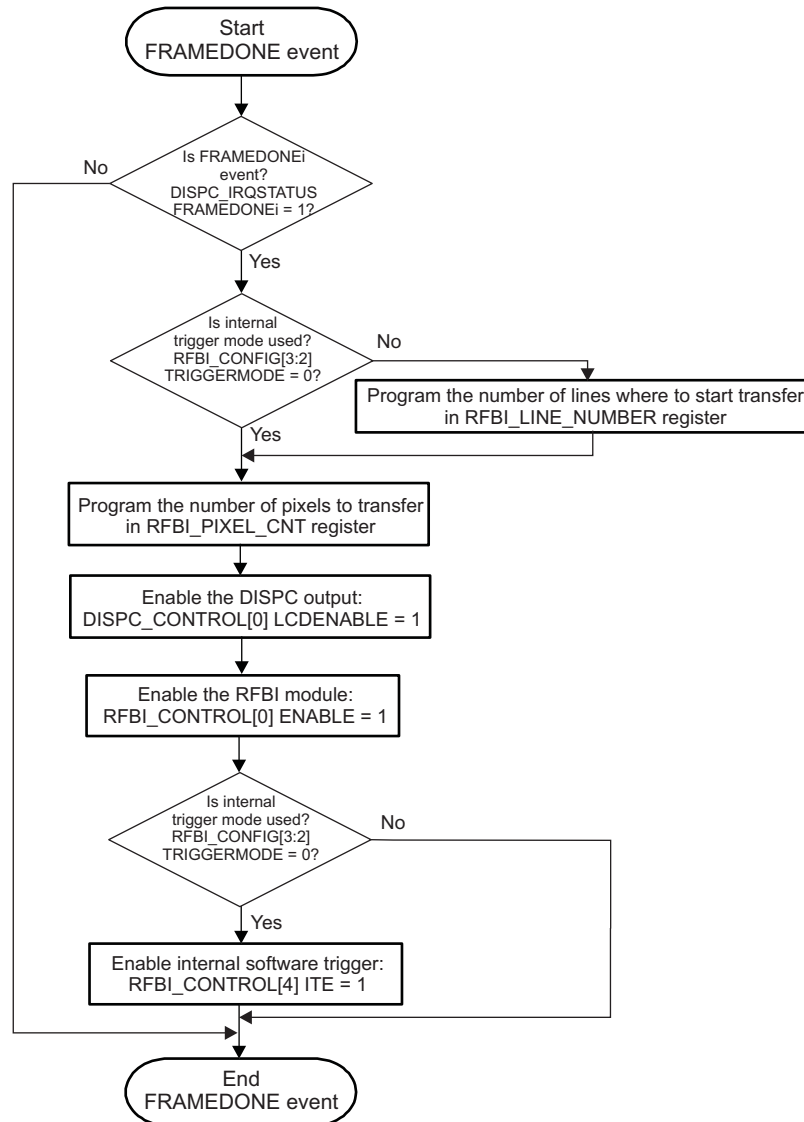 Start
FRAMEDONE event
Is FRAMEDONEi
event?
DISPC_IRQSTATUS
FRAMEDONEi = 1?
No
Yes
Is internal
trigger mode used?
RFBI_CONFIG[3:2]
TRIGGERMODE = 0?
No
Program the number of lines where to start transfer
in RFBI_LINE_NUMBER register
Yes
Program the number of pixels to transfer
in RFBI_PIXEL_CNT register
Enable the DISPC output:
DISPC_CONTROL[0] LCDENABLE = 1
Enable the RFBI module:
RFBI_CONTROL[0] ENABLE = 1
Is internal
trigger mode used?
RFBI_CONFIG[3:2]
TRIGGERMODE = 0?
No
Yes
Enable internal software trigger:
RFBI_CONTROL[4] ITE = 1
End
FRAMEDONE event